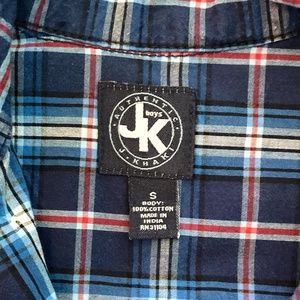 AUTHENTIC
boys
JK
J. KHAKI
S
BODY:
100% COTTON
MADE IN
INDIA
RN 31104